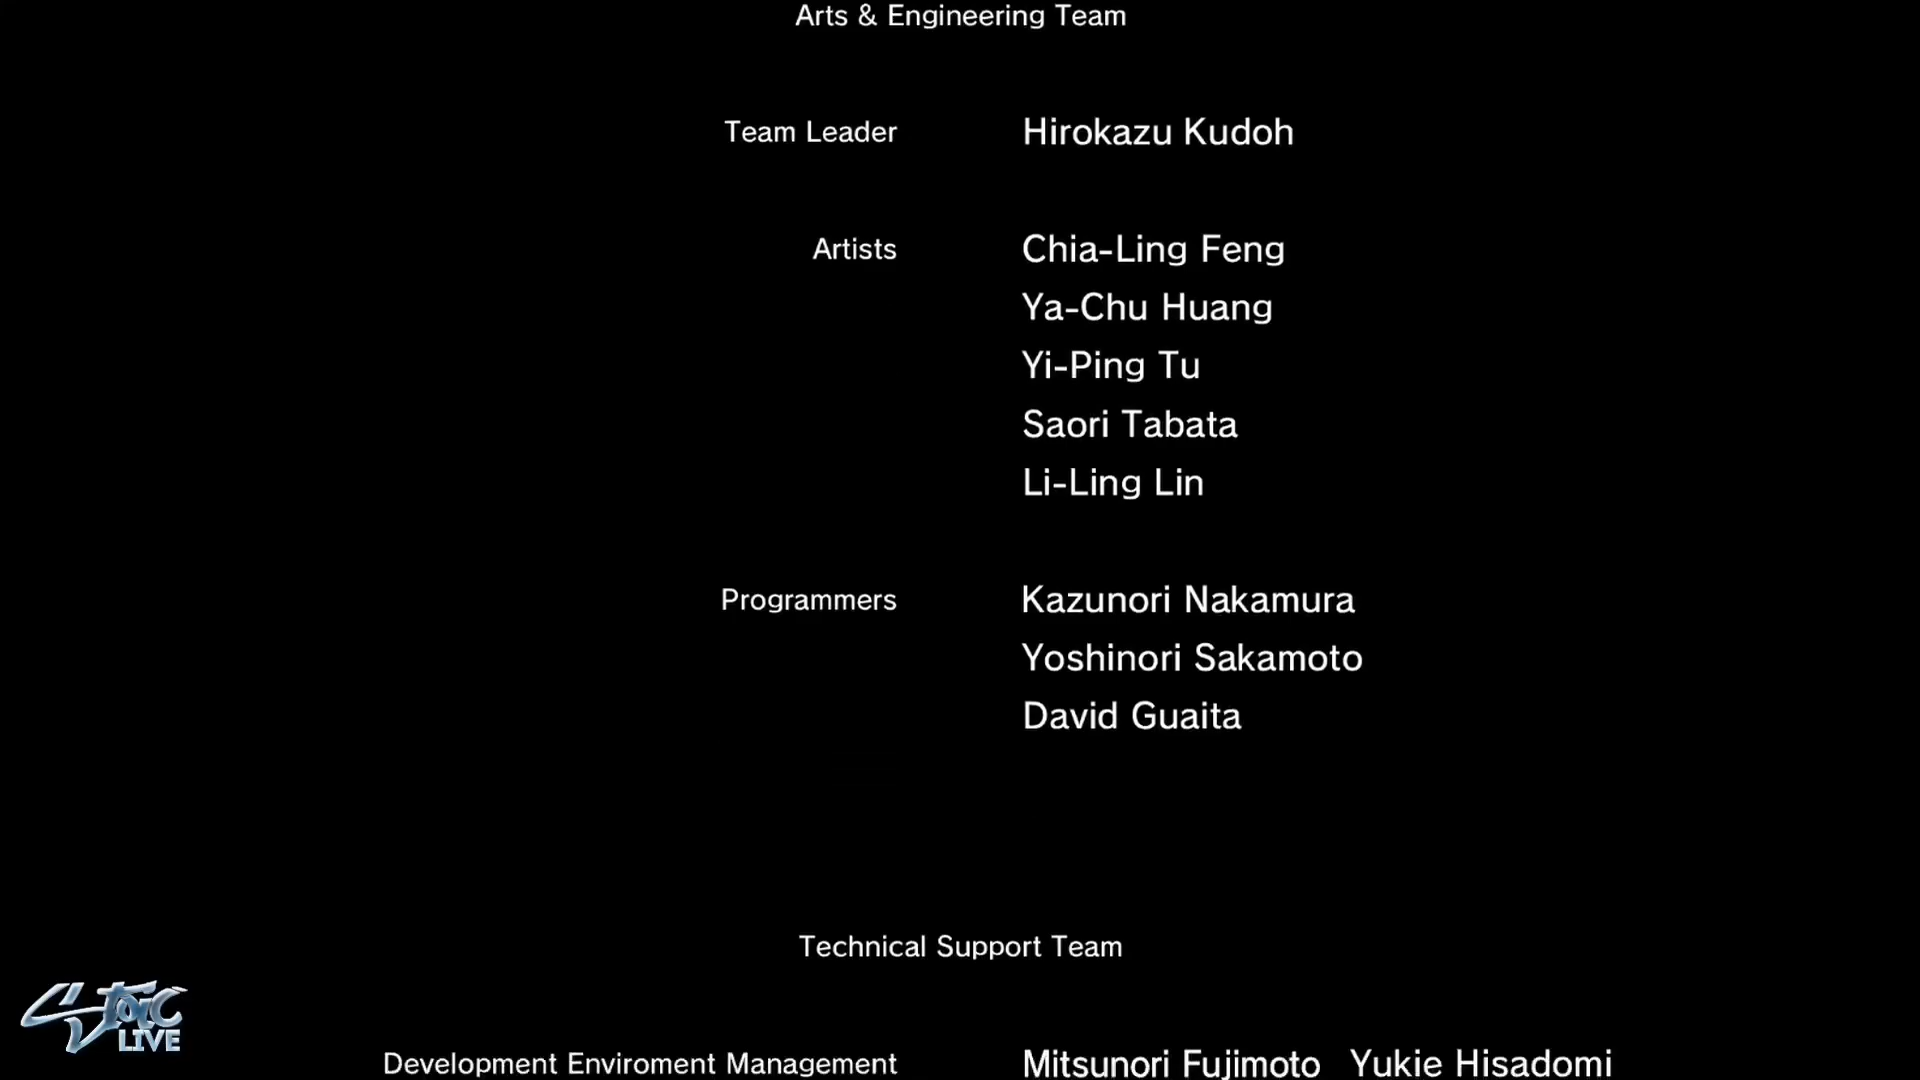 Arts & Engineering Team
Team Leader Hirokazu Kudoh
Artists Chia-Ling Feng
Ya-Chu Huang
Yi-Ping Tu
Saori Tabata
Li-Ling Lin
Programmers Kazunori Nakamura
Yoshinori Sakamoto
David Guaita
Technical Support Team
Development Enviroment Management Mitsunori Fujimoto Yukie Hisadomi
LIVE